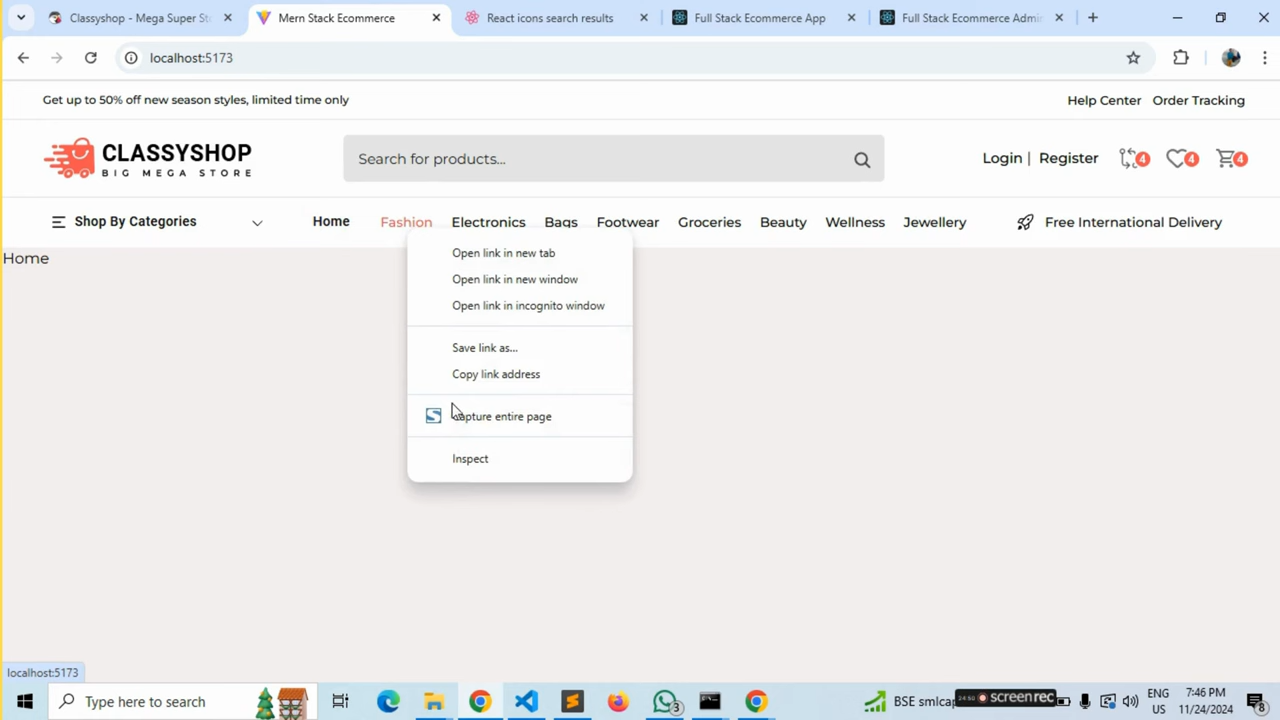 Classyshop - Mega Super St
Mern Stack Ecommerce
React icons search results
Full Stack Ecommerce App
Full Stack Ecommerce Admi
localhost:5173
Get up to 50% off new season styles, limited time only
Help Center
Order Tracking
CLASSYSHOP
BIG MEGA STORE
Search for products...
Login | Register
4
4
4
Shop By Categories
Home
Fashion
Electronics
Bags
Footwear
Groceries
Beauty
Wellness
Jewellery
Free International Delivery
Home
Open link in new tab
Open link in new window
Open link in incognito window
Save link as...
Copy link address
Capture entire page
Inspect
localhost:5173
Type here to search
3
BSE smlcap
24:50 screenrec
ENG
US
7:46 PM
11/24/2024
8